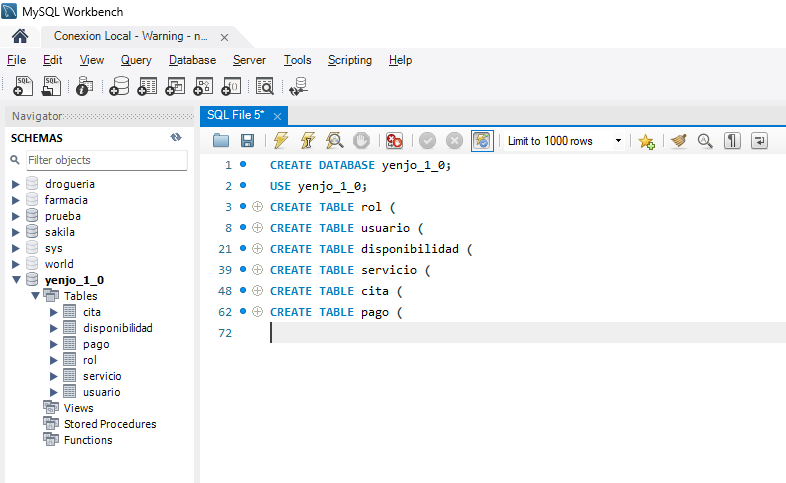 MySQL Workbench
Conexion Local - Warning - n... ×
File Edit View Query Database Server Tools Scripting Help
Navigator
SQL File 5* ×
SCHEMAS
Limit to 1000 rows
Filter objects
drogueria
farmacia
prueba
sakila
sys
world
yenjo_1_0
Tables
cita
disponibilidad
pago
rol
servicio
usuario
Views
Stored Procedures
Functions
1 CREATE DATABASE yenjo_1_0;
2 USE yenjo_1_0;
3 CREATE TABLE rol (
8 CREATE TABLE usuario (
21 CREATE TABLE disponibilidad (
39 CREATE TABLE servicio (
48 CREATE TABLE cita (
62 CREATE TABLE pago (
72